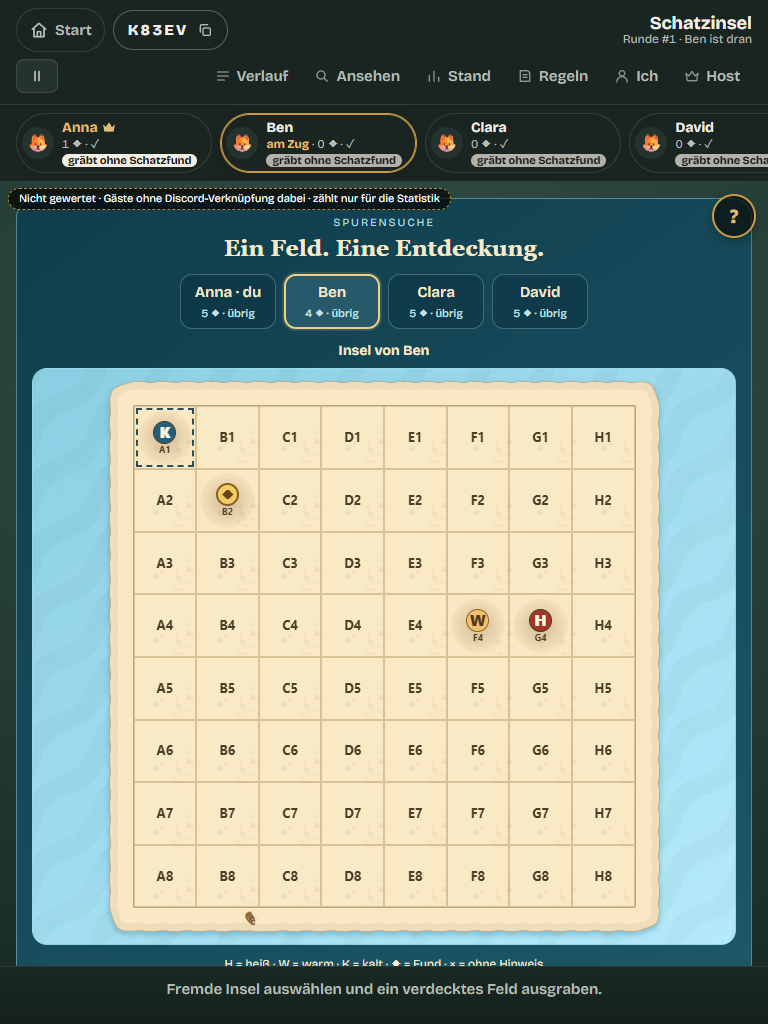 Start
K83EV
Schatzinsel
Runde #1 · Ben ist dran
Verlauf
Ansehen
Stand
Regeln
Ich
Host
Anna
1 ◆ · ✓
gräbt ohne Schatzfund
Ben
am Zug · 0 ◆ · ✓
gräbt ohne Schatzfund
Clara
0 ◆ · ✓
gräbt ohne Schatzfund
David
0 ◆ · ✓
gräbt ohne Scha
Nicht gewertet · Gäste ohne Discord-Verknüpfung dabei · zählt nur für die Statistik
?
SPURENSUCHE
Ein Feld. Eine Entdeckung.
Anna · du
5 ◆ · übrig
Ben
4 ◆ · übrig
Clara
5 ◆ · übrig
David
5 ◆ · übrig
Insel von Ben
K
A1 B1 C1 D1 E1 F1 G1 H1
A2 B2 C2 D2 E2 F2 G2 H2
A3 B3 C3 D3 E3 F3 G3 H3
W H
A4 B4 C4 D4 E4 F4 G4 H4
A5 B5 C5 D5 E5 F5 G5 H5
A6 B6 C6 D6 E6 F6 G6 H6
A7 B7 C7 D7 E7 F7 G7 H7
A8 B8 C8 D8 E8 F8 G8 H8
H = heiß · W = warm · K = kalt · ◆ = Fund · × = ohne Hinweis
Fremde Insel auswählen und ein verdecktes Feld ausgraben.